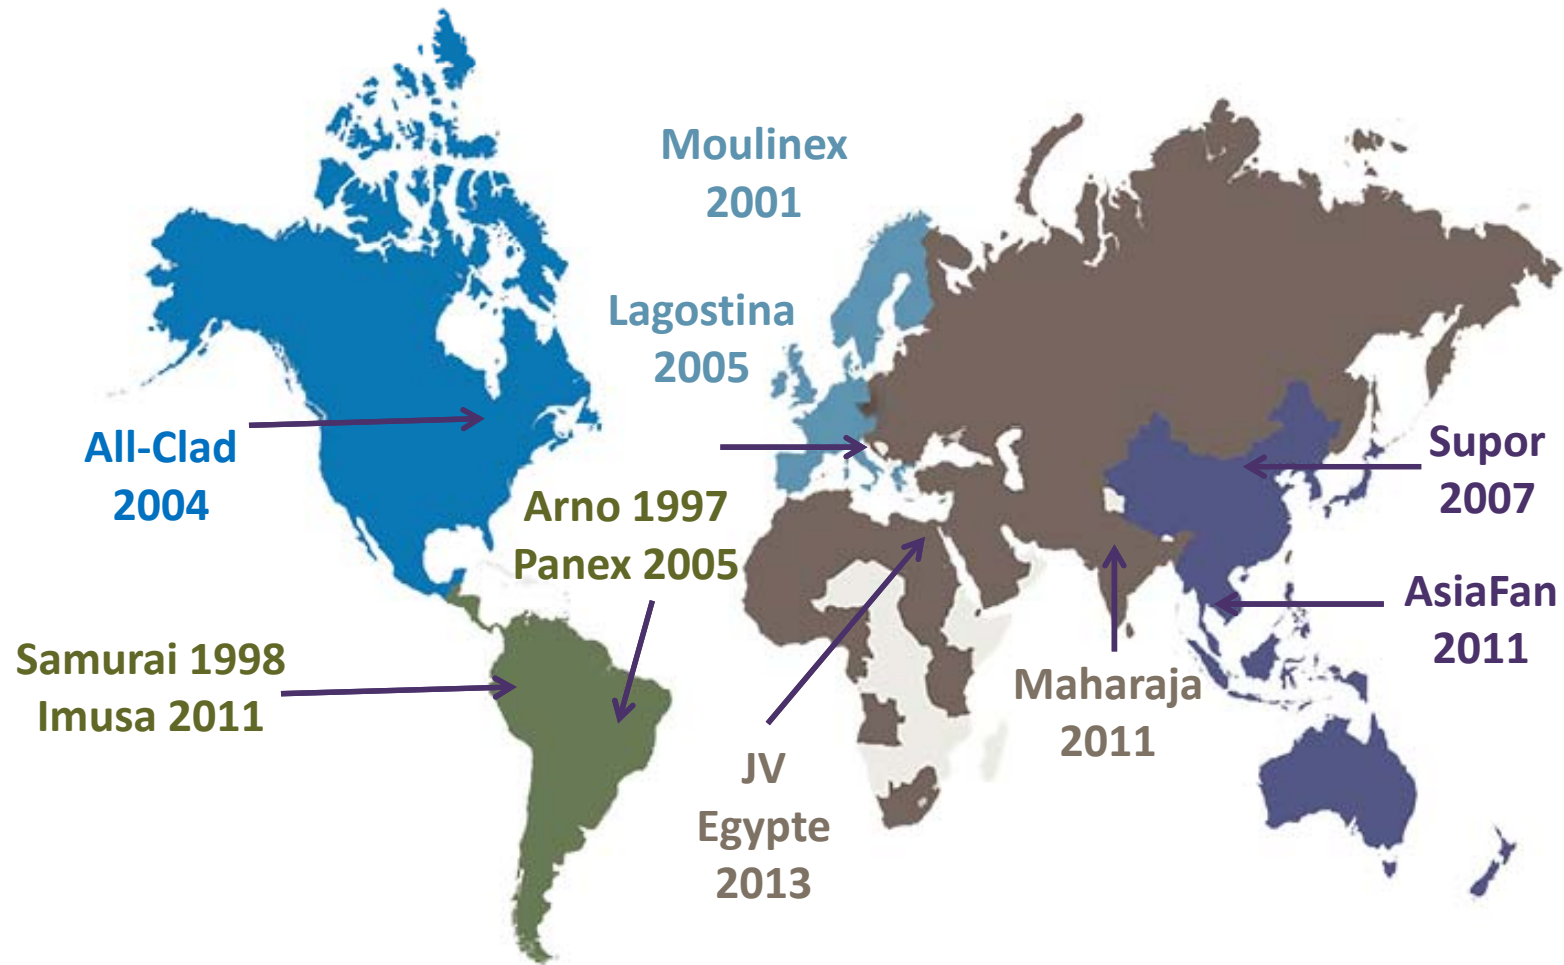 Moulinex
2001
Lagostina
2005
All-Clad
2004
Arno 1997
Panex 2005
Samurai 1998
Imusa 2011
JV
Egypte
2013
Maharaja
2011
Supor
2007
AsiaFan
2011